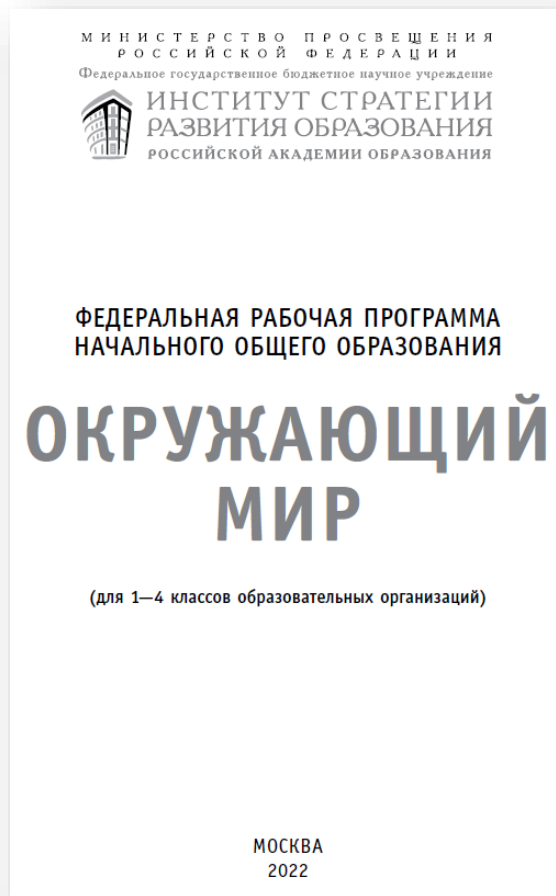 МИНИСТЕРСТВО ПРОСВЕЩЕНИЯ
РОССИЙСКОЙ ФЕДЕРАЦИИ
Федеральное государственное бюджетное научное учреждение
ИНСТИТУТ СТРАТЕГИИ
РАЗВИТИЯ ОБРАЗОВАНИЯ
РОССИЙСКОЙ АКАДЕМИИ ОБРАЗОВАНИЯ
ФЕДЕРАЛЬНАЯ РАБОЧАЯ ПРОГРАММА
НАЧАЛЬНОГО ОБЩЕГО ОБРАЗОВАНИЯ
ОКРУЖАЮЩИЙ
МИР
(для 1—4 классов образовательных организаций)
МОСКВА
2022